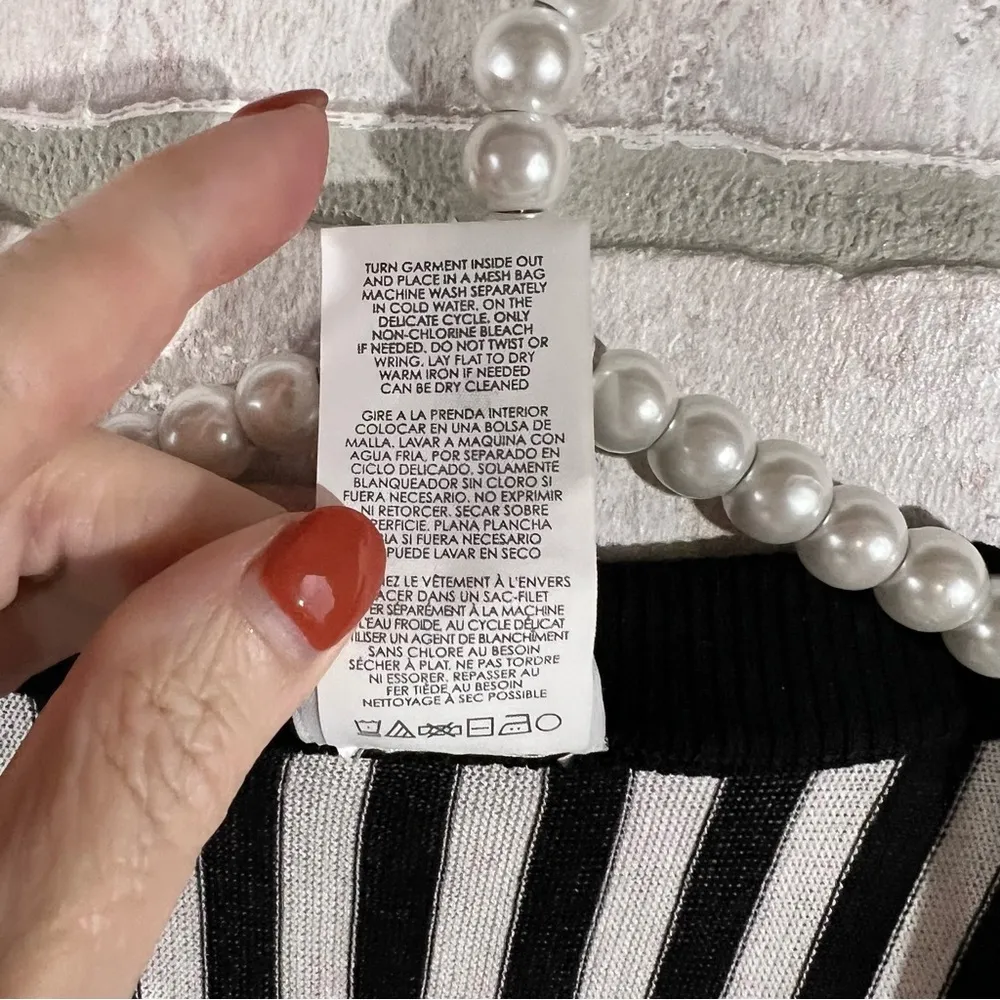 TURN GARMENT INSIDE OUT
AND PLACE IN A MESH BAG
MACHINE WASH SEPARATELY
IN COLD WATER, ON THE
DELICATE CYCLE, ONLY
NON-CHLORINE BLEACH
IF NEEDED. DO NOT TWIST OR
WRING. LAY FLAT TO DRY
WARM IRON IF NEEDED
CAN BE DRY CLEANED
GIRE A LA PRENDA INTERIOR
COLOCAR EN UNA BOLSA DE
MALLA. LAVAR A MAQUINA CON
AGUA FRIA, POR SEPARADO EN
CICLO DELICADO. SOLAMENTE
BLANQUEADOR SIN CLORO SI
FUERA NECESARIO. NO EXPRIMIR
NI RETORCER. SECAR SOBRE
PERFICIE. PLANA PLANCHA
SI FUERA NECESARIO
PUEDE LAVAR EN SECO
EZ LE VÊTEMENT À L'ENVERS
ACER DANS UN SAC-FILET
ER SÉPARÉMENT À LA MACHINE
L'EAU FROIDE, AU CYCLE DÉLICAT
ILISER UN AGENT DE BLANCHIMENT
SANS CHLORE AU BESOIN
SÉCHER À PLAT, NE PAS TORDRE
NI ESSORER. REPASSER AU
FER TIÈDE AU BESOIN
NETTOYAGE À SEC POSSIBLE